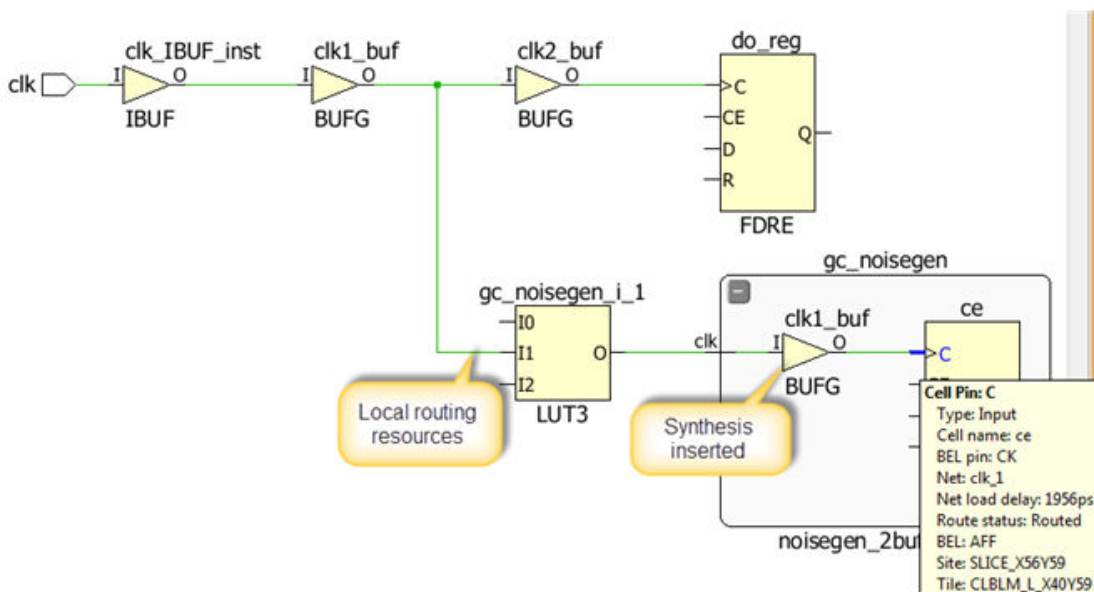 do_reg
clk_IBUF_inst
clk1_buf
clk2_buf
clk
I
O
I
O
I
O
C
IBUF
BUFG
BUFG
CE
Q
D
R
FDRE
gc_noisegen
gc_noisegen_i_1
ce
I0
clk1_buf
clk
I
O
I1
O
C
I2
BUFG
LUT3
Local routing
resources
Synthesis
inserted
Cell Pin: C
Type: Input
Cell name: ce
BEL pin: CK
Net: clk_1
Net load delay: 1956ps
Route status: Routed
BEL: AFF
Site: SLICE_X56Y59
Tile: CLBLM_L_X40Y59
noisegen_2buf